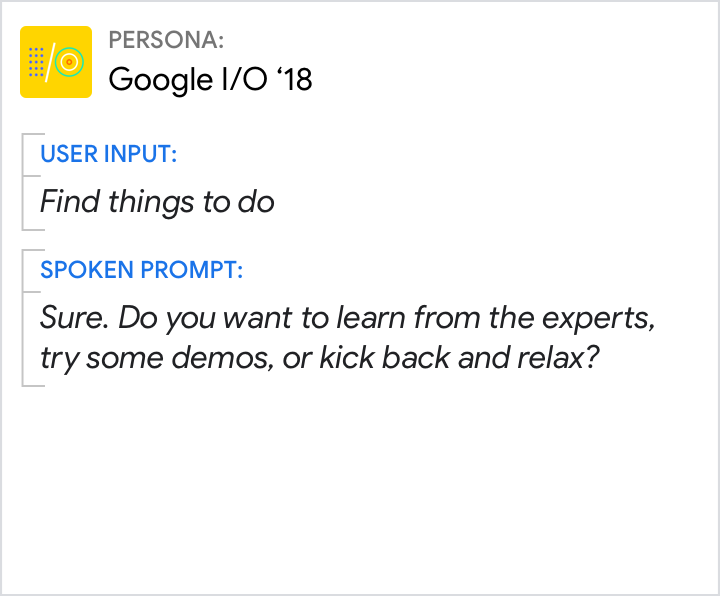 PERSONA:
Google I/O ‘18
USER INPUT:
Find things to do
SPOKEN PROMPT:
Sure. Do you want to learn from the experts,
try some demos, or kick back and relax?